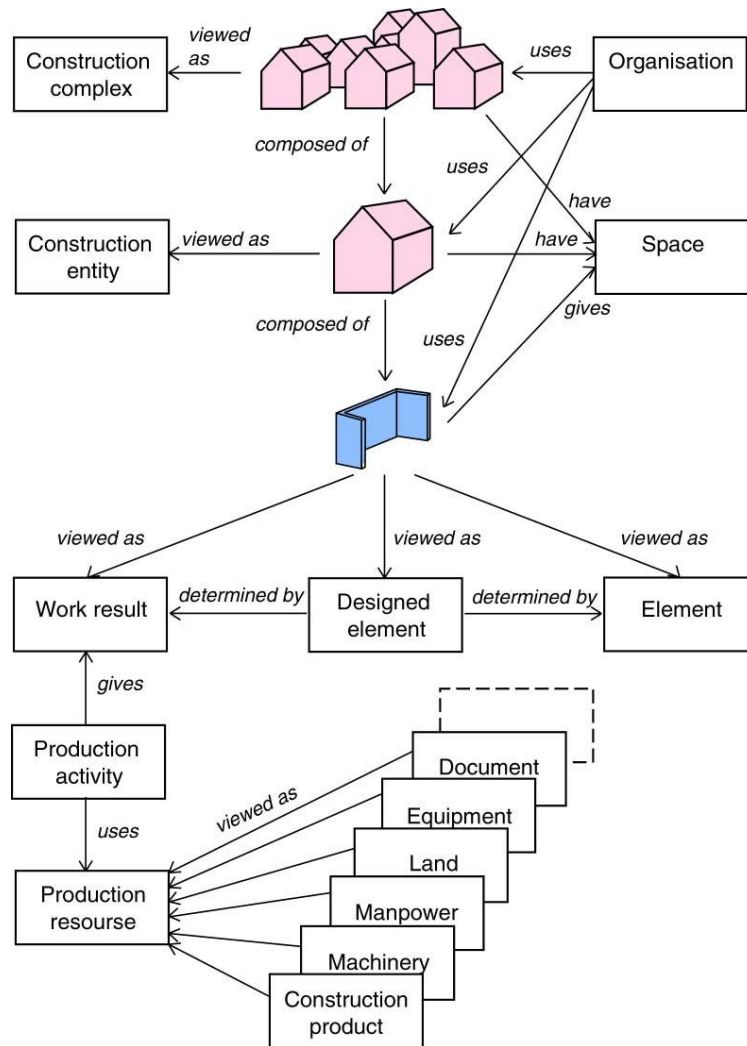 viewed
as
uses
Construction
complex
Organisation
composed of
uses
have
Construction
entity
viewed as
have
Space
composed of
uses
gives
viewed as
viewed as
viewed as
Work result
determined by
Designed
element
determined by
Element
gives
Production
activity
uses
viewed as
Document
Equipment
Land
Manpower
Machinery
Construction
product
Production
resourse